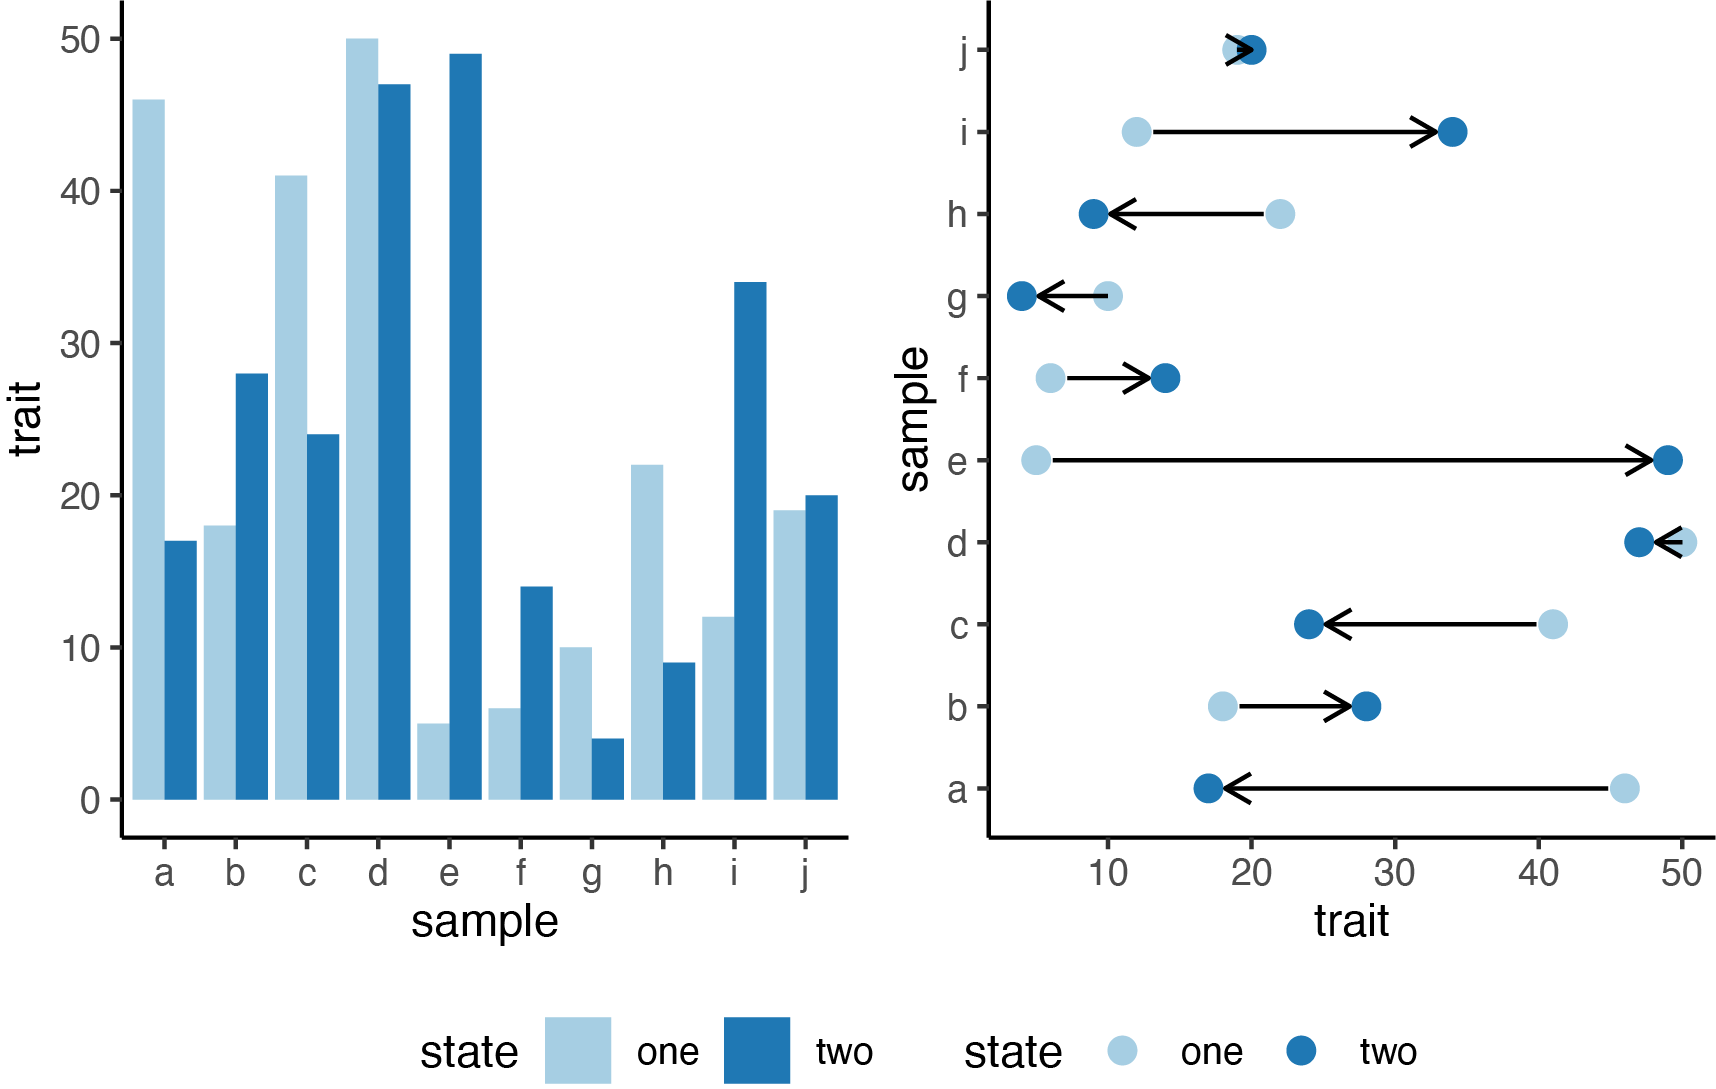 trait
50
40
30
20
10
0
a b c d e f g h i j
sample
sample
j
i
h
g
f
e
d
c
b
a
10 20 30 40 50
trait
state one two
state one two